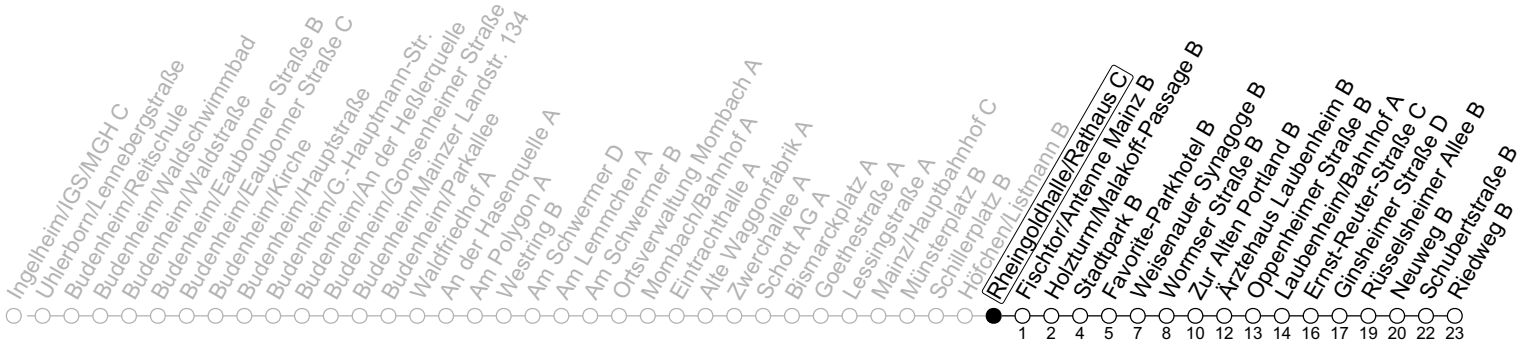 Ingelheim/IGS/MGH C
Uhlerborn/Lennebergstraße
Budenheim/Reitschule
Budenheim/Waldschwimmbad
Budenheim/Waldstraße
Budenheim/Eaubonner Straße B
Budenheim/Eaubonner Straße C
Budenheim/Kirche
Budenheim/Hauptstraße
Budenheim/G.-Hauptmann-Str.
Budenheim/An der Heßlerquelle
Budenheim/Gonsenheimer Straße
Budenheim/Mainzer Landstr. 134
Budenheim/Parkallee
Waldfriedhof A
An der Hasenquelle A
Am Polygon A
Westring B
Am Schwermer D
Am Lemmchen A
Am Schwermer B
Ortsverwaltung Mombach A
Mombach/Bahnhof A
Eintrachthalle A
Alte Waggonfabrik A
Zwerchallee A
Schott AG A
Bismarckplatz A
Goethestraße A
Lessingstraße A
Mainz/Hauptbahnhof C
Münsterplatz B
Schillerplatz B
Höfchen/Listmann B
Rheingoldhalle/Rathaus C
Fischtor/Antenne Mainz B
Holzturm/Malakoff-Passage B
Stadtpark B
Favorite-Parkhotel B
Weisenauer Synagoge B
Wormser Straße B
Zur Alten Portland B
Ärztehaus Laubenheim B
Oppenheimer Straße B
Laubenheim/Bahnhof A
Ernst-Reuter-Straße C
Ginsheimer Straße D
Rüsselsheimer Allee B
Neuweg B
Schubertstraße B
Riedweg B
1 2 4 5 7 8 10 12 13 14 16 17 19 20 22 23